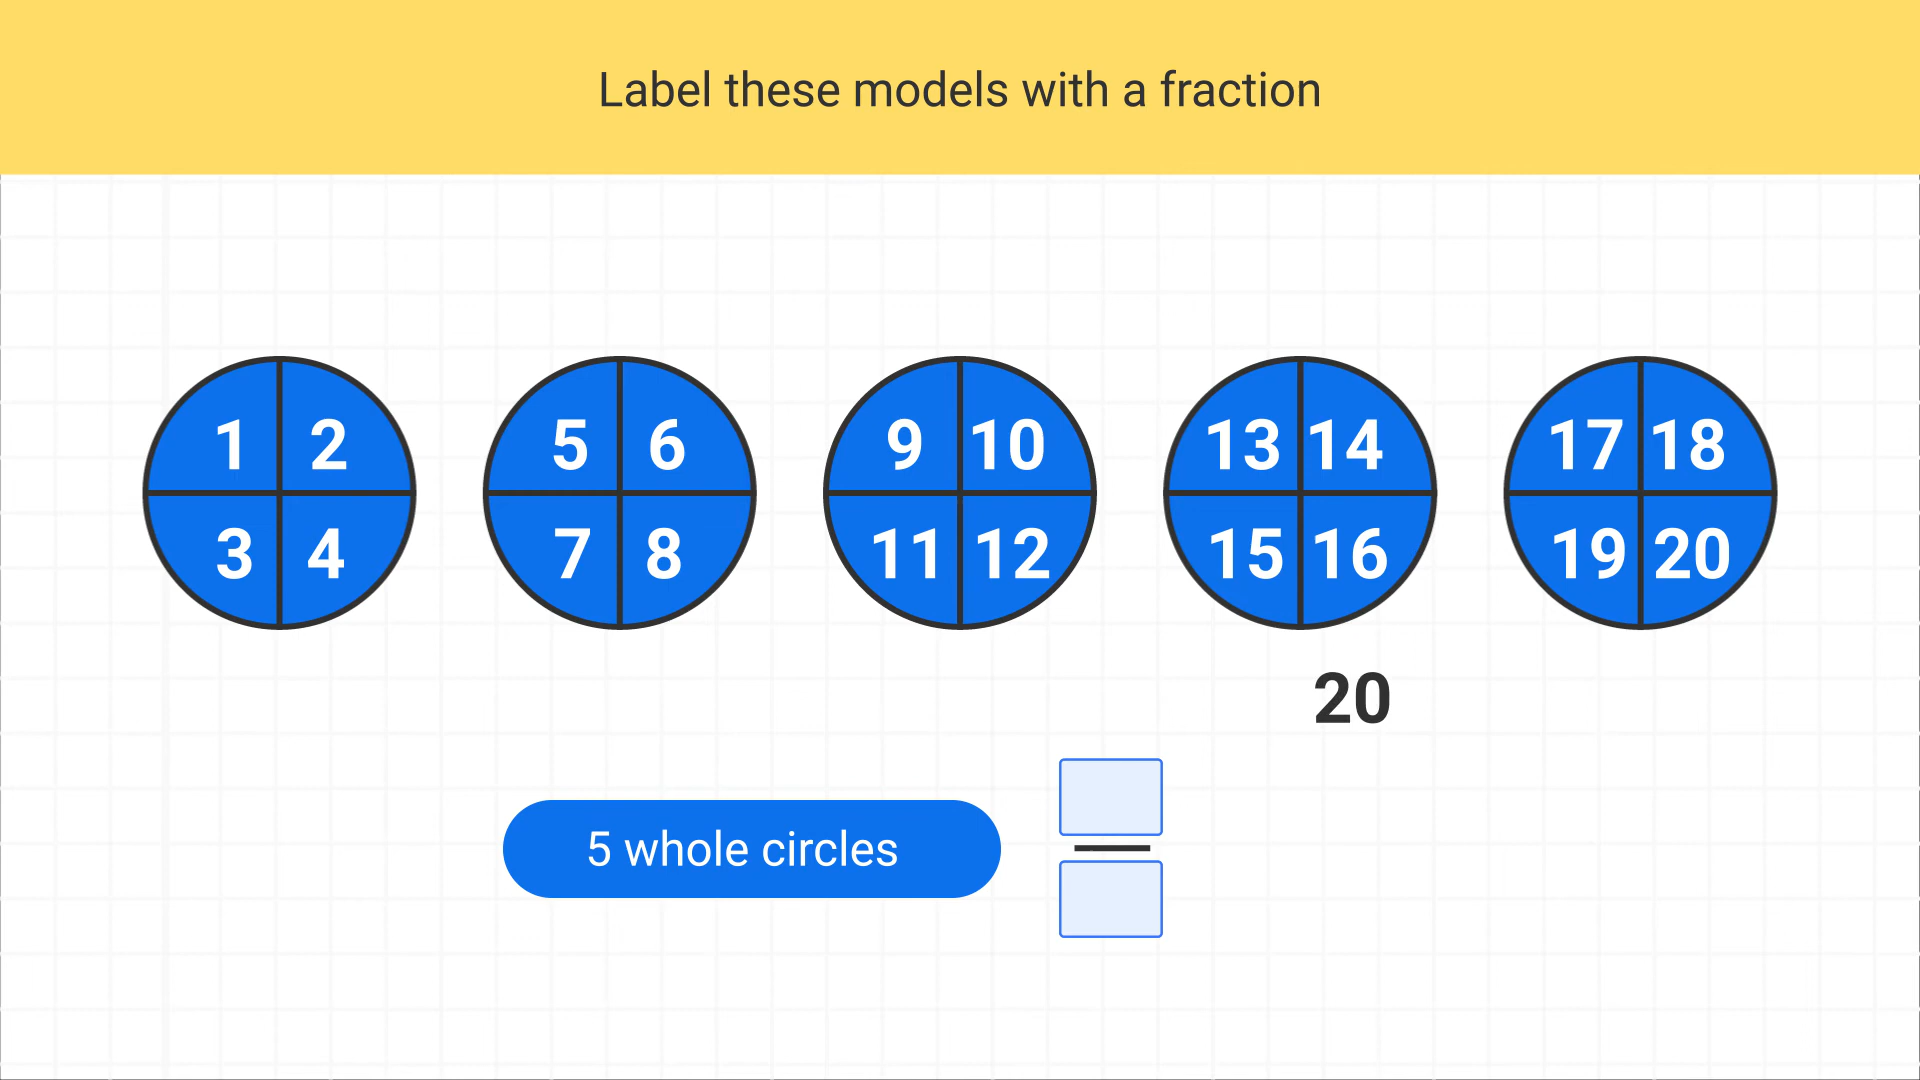 Label these models with a fraction
1 2 5 6 9 10 13 14 17 18
3 4 7 8 11 12 15 16 19 20
20
5 whole circles